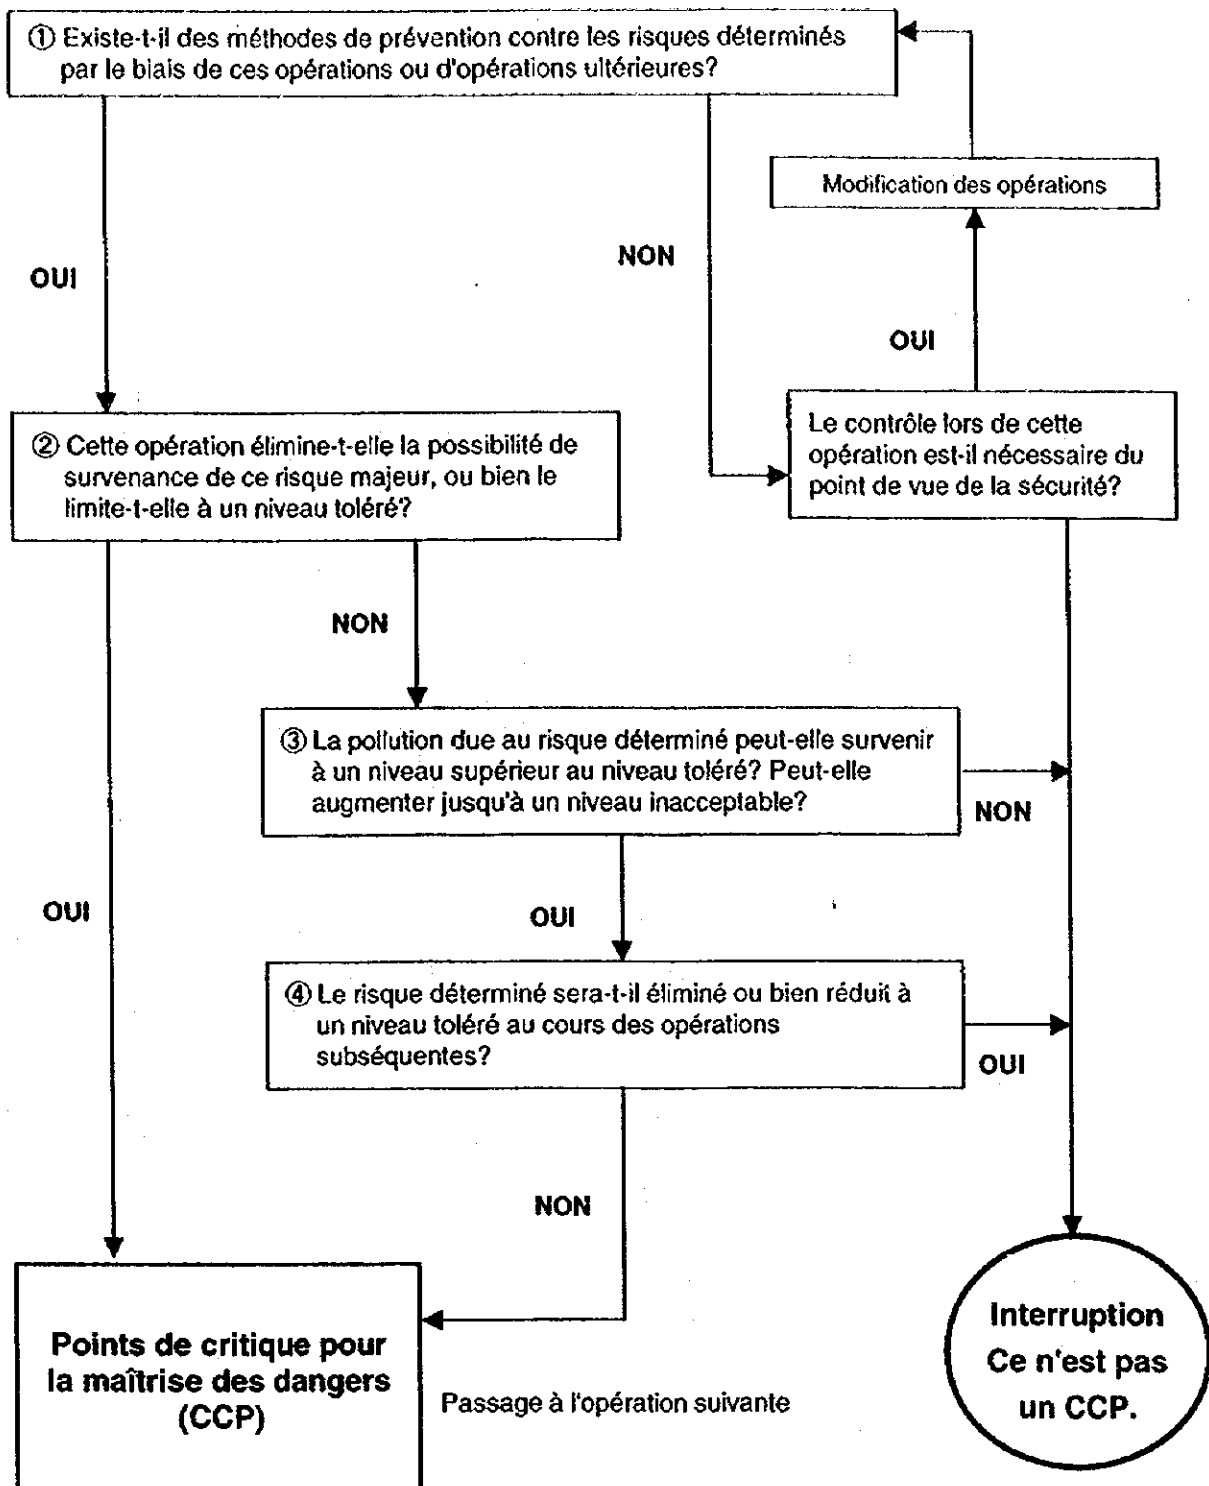 ① Existe-t-il des méthodes de prévention contre les risques déterminés
par le biais de ces opérations ou d'opérations ultérieures?
Modification des opérations
NON
OUI
OUI
② Cette opération élimine-t-elle la possibilité de
survenance de ce risque majeur, ou bien le
limite-t-elle à un niveau toléré?
Le contrôle lors de cette
opération est-il nécessaire du
point de vue de la sécurité?
NON
③ La pollution due au risque déterminé peut-elle survenir
à un niveau supérieur au niveau toléré? Peut-elle
augmenter jusqu'à un niveau inacceptable?
NON
OUI
OUI
④ Le risque déterminé sera-t-il éliminé ou bien réduit à
un niveau toléré au cours des opérations
subséquentes?
OUI
NON
Points de critique pour
la maîtrise des dangers
(CCP)
Passage à l'opération suivante
Interruption
Ce n'est pas
un CCP.